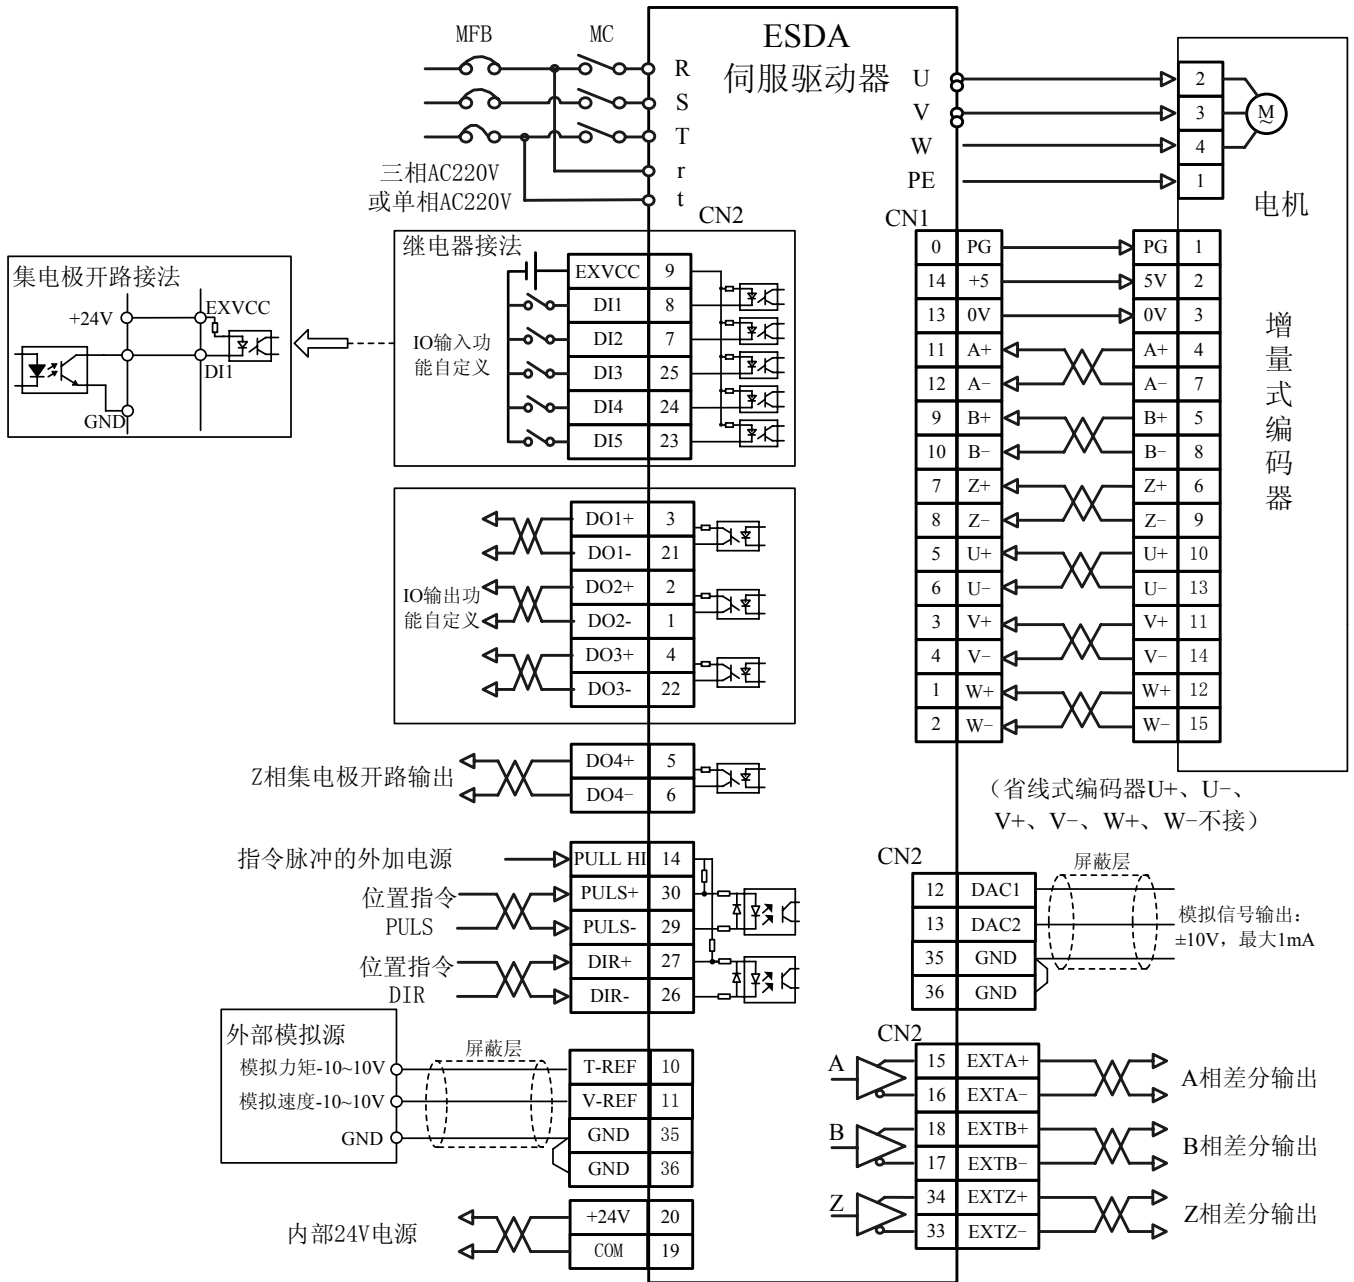 MFB
MC
ESDA
伺服驱动器
R
S
T
r
t
三相AC220V
或单相AC220V
U
V
W
PE
2
3
4
1
M
~
电机
CN2
继电器接法
EXVCC 9
DI1 8
DI2 7
DI3 25
DI4 24
DI5 23
IO输入功
能自定义
集电极开路接法
+24V
EXVCC
DI1
GND
DO1+ 3
DO1- 21
DO2+ 2
DO2- 1
DO3+ 4
DO3- 22
IO输出功
能自定义
Z相集电极开路输出
DO4+ 5
DO4- 6
指令脉冲的外加电源
PULL HI 14
位置指令
PULS
PULS+ 30
PULS- 29
位置指令
DIR
DIR+ 27
DIR- 26
外部模拟源
模拟力矩-10~10V
模拟速度-10~10V
GND
屏蔽层
T-REF 10
V-REF 11
GND 35
GND 36
内部24V电源
+24V 20
COM 19
CN1
0 PG PG 1
14 +5 5V 2
13 0V 0V 3
11 A+ A+ 4
12 A- A- 7
9 B+ B+ 5
10 B- B- 8
7 Z+ Z+ 6
8 Z- Z- 9
5 U+ U+ 10
6 U- U- 13
3 V+ V+ 11
4 V- V- 14
1 W+ W+ 12
2 W- W- 15
增量式编码器
（省线式编码器U+、U-、
V+、V-、W+、W-不接）
CN2
12 DAC1
13 DAC2
35 GND
36 GND
屏蔽层
模拟信号输出：
±10V，最大1mA
CN2
A
15 EXTA+
16 EXTA-
A相差分输出
B
18 EXTB+
17 EXTB-
B相差分输出
Z
34 EXTZ+
33 EXTZ-
Z相差分输出